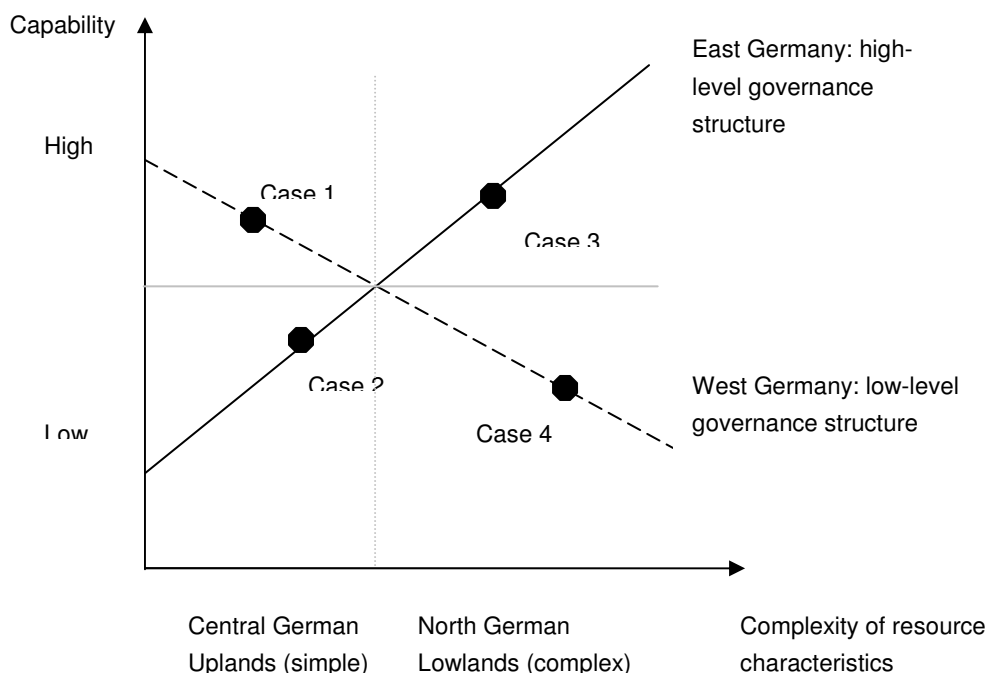 Capability
East Germany: high-
level governance
structure
High
Case 1
Case 3
Case 2
West Germany: low-level
governance structure
Low
Case 4
Central German
Uplands (simple)
North German
Lowlands (complex)
Complexity of resource
characteristics